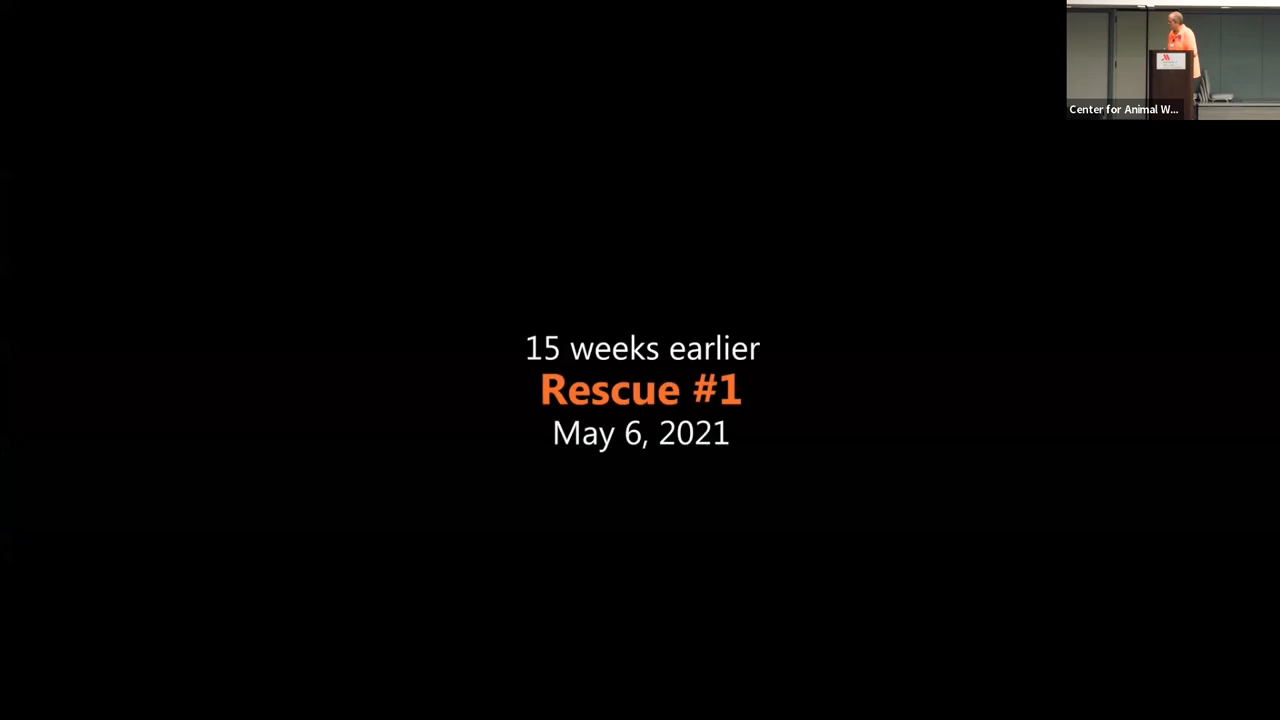 15 weeks earlier
Rescue #1
May 6, 2021
Center for Animal W...